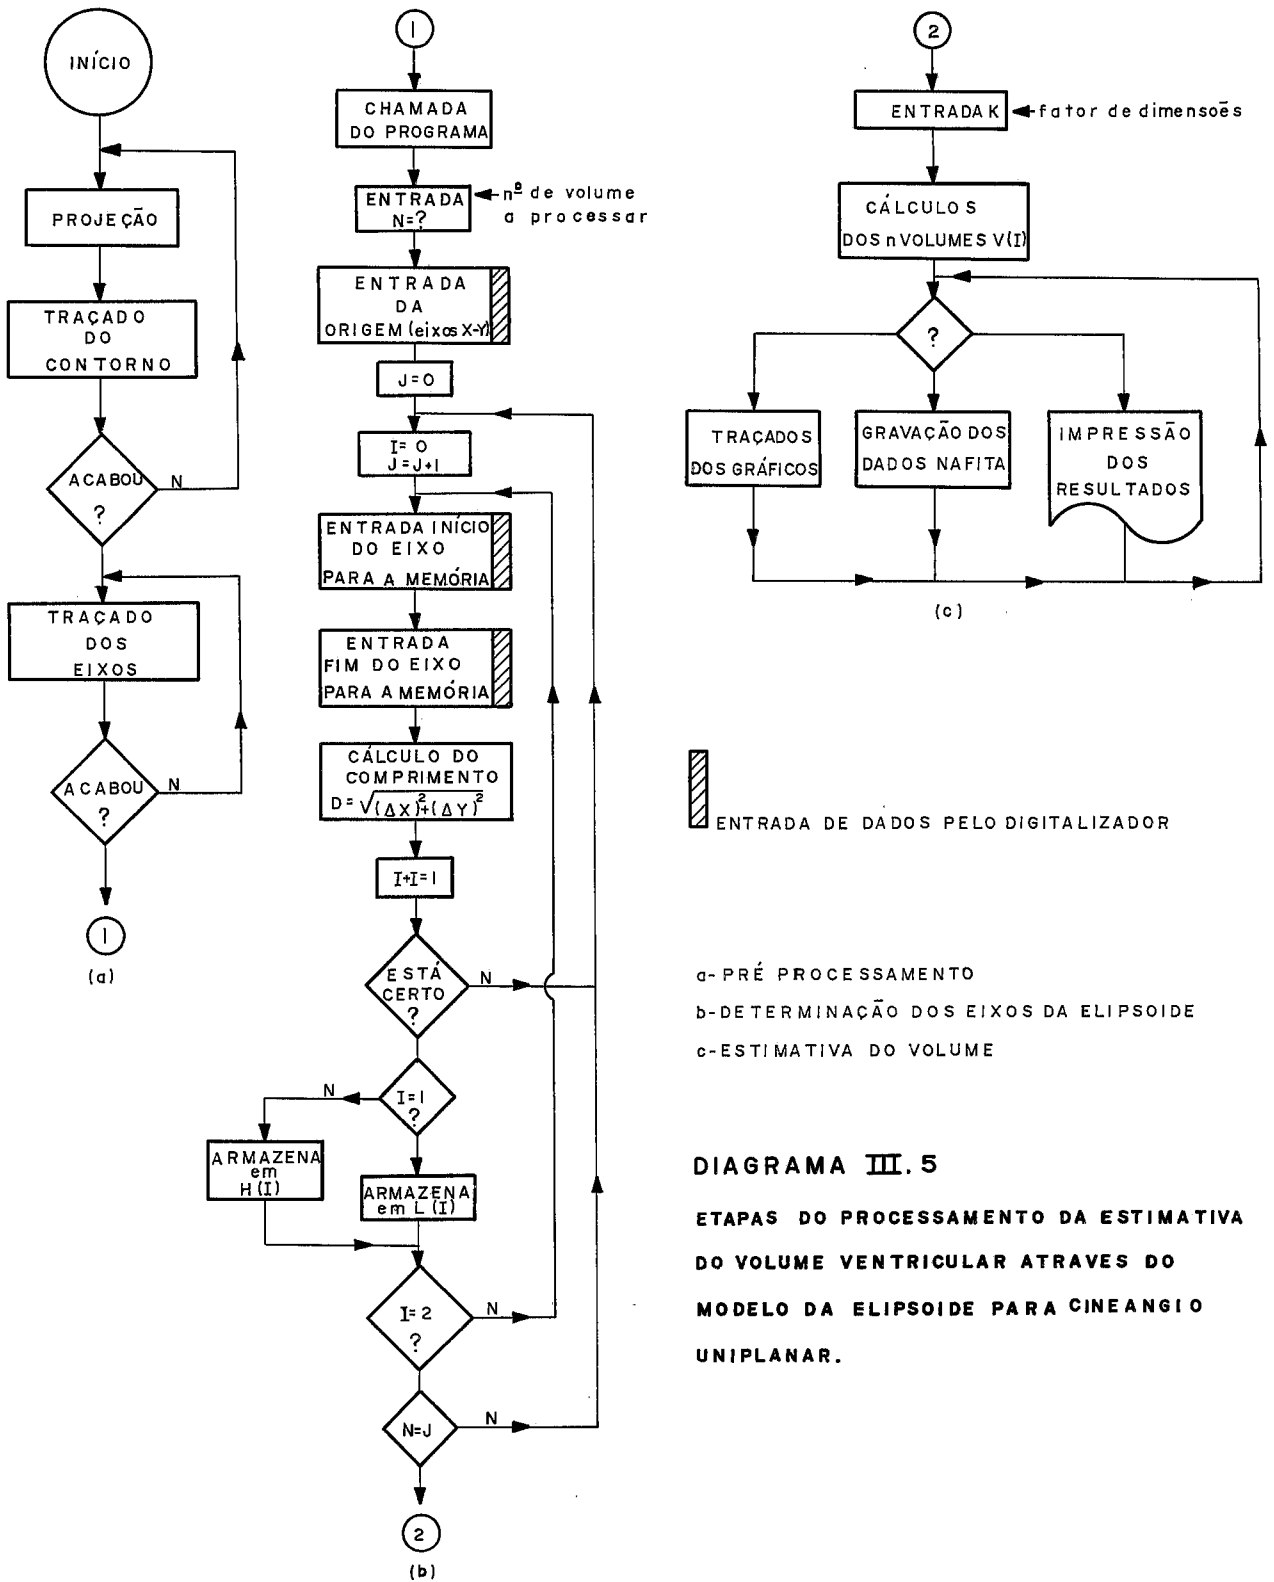 INÍCIO
PROJEÇÃO
TRAÇADO
DO
CONTORNO
ACABOU
?
N
TRAÇADO
DOS
EIXOS
ACABOU
?
N
1
(a)
1
CHAMADA
DO PROGRAMA
ENTRADA
N=?
nº de volume
a processar
ENTRADA
DA
ORIGEM (eixos X-Y)
J=0
I=0
J=J+1
ENTRADA INÍCIO
DO EIXO
PARA A MEMÓRIA
ENTRADA
FIM DO EIXO
PARA A MEMÓRIA
CÁLCULO DO
COMPRIMENTO
D=√(ΔX)²+(ΔY)²
I+I=1
ESTÁ
CERTO
?
N
I=1
?
N
ARMAZENA
em
H(I)
ARMAZENA
em L(I)
I=2
?
N
N=J
N
2
(b)
2
ENTRADA K
fator de dimensoẽs
CÁLCULOS
DOS n VOLUMES V(I)
?
TRAÇADOS
DOS GRÁFICOS
GRAVAÇÃO DOS
DADOS NA FITA
IMPRESSÃO
DOS
RESULTADOS
(c)
ENTRADA DE DADOS PELO DIGITALIZADOR
a-PRÉ PROCESSAMENTO
b-DETERMINAÇÃO DOS EIXOS DA ELIPSOIDE
c-ESTIMATIVA DO VOLUME
DIAGRAMA III.5
ETAPAS DO PROCESSAMENTO DA ESTIMATIVA
DO VOLUME VENTRICULAR ATRAVES DO
MODELO DA ELIPSOIDE PARA CINEANGIO
UNIPLANAR.